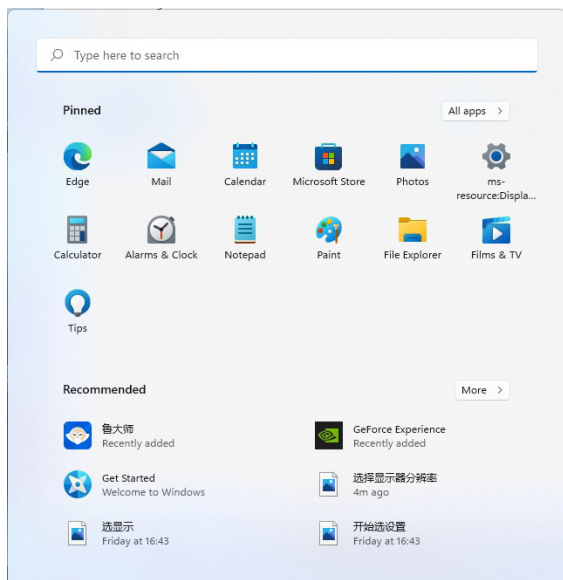 Type here to search
Pinned
All apps >
Edge
Mail
Calendar
Microsoft Store
Photos
ms-
resource:Displa...
Calculator
Alarms & Clock
Notepad
Paint
File Explorer
Films & TV
Tips
Recommended
More >
鲁大师
Recently added
GeForce Experience
Recently added
Get Started
Welcome to Windows
选择显示器分辨率
4m ago
选显示
Friday at 16:43
开始选设置
Friday at 16:43